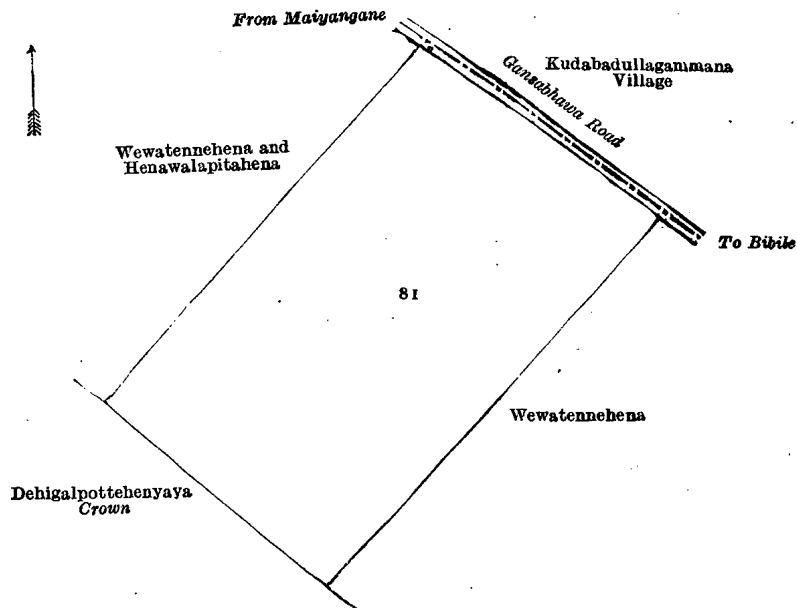 From Maiyangane
Gansabhawa Road
Kudabadullagammana
Village
Wewatennehena and
Henawalapitahena
To Bibile
81
Wewatennehena
Dehigalpottehenyaya
Crown